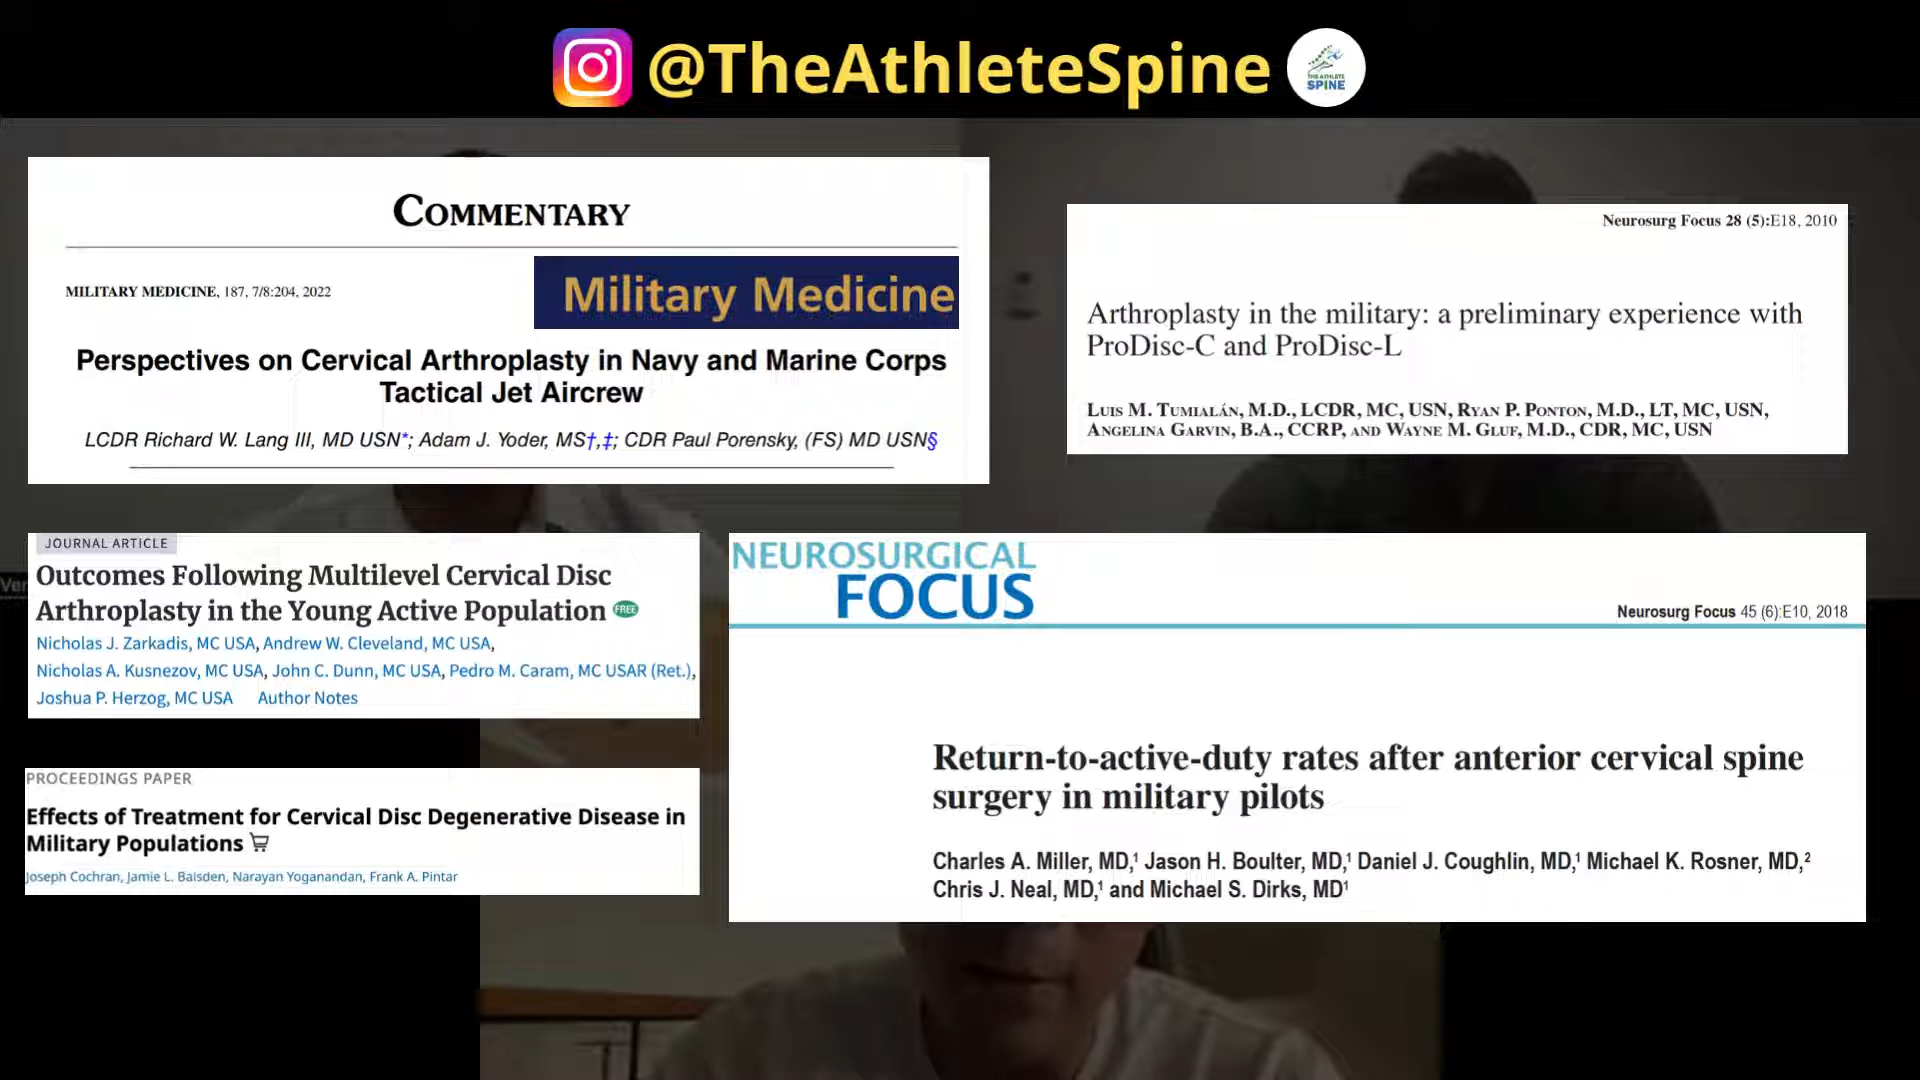 @TheAthleteSpine
THE ATHLETE
SPINE
COMMENTARY
MILITARY MEDICINE, 187, 7/8:204, 2022
Military Medicine
Perspectives on Cervical Arthroplasty in Navy and Marine Corps
Tactical Jet Aircrew
LCDR Richard W. Lang III, MD USN*; Adam J. Yoder, MS†,‡; CDR Paul Porensky, (FS) MD USN§
Neurosurg Focus 28 (5):E18, 2010
Arthroplasty in the military: a preliminary experience with
ProDisc-C and ProDisc-L
Luis M. Tumialán, M.D., LCDR, MC, USN, Ryan P. Ponton, M.D., LT, MC, USN,
Angelina Garvin, B.A., CCRP, and Wayne M. Gluf, M.D., CDR, MC, USN
JOURNAL ARTICLE
Outcomes Following Multilevel Cervical Disc
Arthroplasty in the Young Active Population FREE
Nicholas J. Zarkadis, MC USA, Andrew W. Cleveland, MC USA,
Nicholas A. Kusnezov, MC USA, John C. Dunn, MC USA, Pedro M. Caram, MC USAR (Ret.),
Joshua P. Herzog, MC USA Author Notes
PROCEEDINGS PAPER
Effects of Treatment for Cervical Disc Degenerative Disease in
Military Populations
Joseph Cochran, Jamie L. Baisden, Narayan Yoganandan, Frank A. Pintar
NEUROSURGICAL
FOCUS
Neurosurg Focus 45 (6):E10, 2018
Return-to-active-duty rates after anterior cervical spine
surgery in military pilots
Charles A. Miller, MD,¹ Jason H. Boulter, MD,¹ Daniel J. Coughlin, MD,¹ Michael K. Rosner, MD,²
Chris J. Neal, MD,¹ and Michael S. Dirks, MD¹